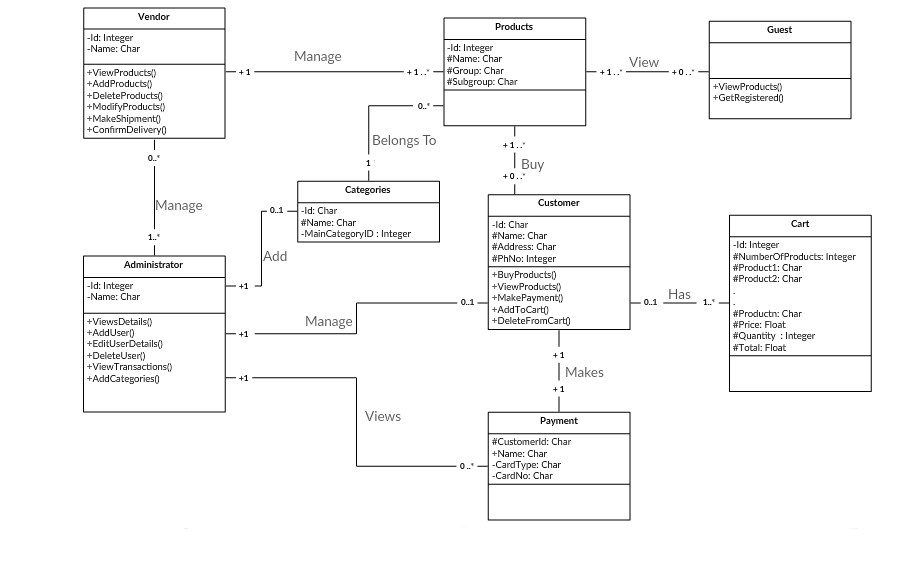 Vendor
-Id: Integer
-Name: Char
+ViewProducts()
+AddProducts()
+DeleteProducts()
+ModifyProducts()
+MakeShipment()
+ConfirmDelivery()
+1
Manage
+1..*
Products
-Id: Integer
#Name: Char
#Group: Char
#Subgroup: Char
+1..*
View
+0..*
Guest
+ViewProducts()
+GetRegistered()
0..*
Belongs To
1
+1..*
Buy
+0..*
0..*
Manage
1..*
Categories
-Id: Char
#Name: Char
-MainCategoryID : Integer
0..1
Add
+1
Customer
-Id: Char
#Name: Char
#Address: Char
#PhNo: Integer
+BuyProducts()
+ViewProducts()
+MakePayment()
+AddToCart()
+DeleteFromCart()
0..1
Has
1..*
Cart
-Id: Integer
#NumberOfProducts: Integer
#Product1: Char
#Product2: Char
.
.
#Productn: Char
#Price: Float
#Quantity : Integer
#Total: Float
Administrator
-Id: Integer
-Name: Char
+ViewsDetails()
+AddUser()
+EditUserDetails()
+DeleteUser()
+ViewTransactions()
+AddCategories()
+1
Manage
0..1
+1
Views
0..*
+1
Makes
+1
Payment
#CustomerId: Char
+Name: Char
-CardType: Char
-CardNo: Char